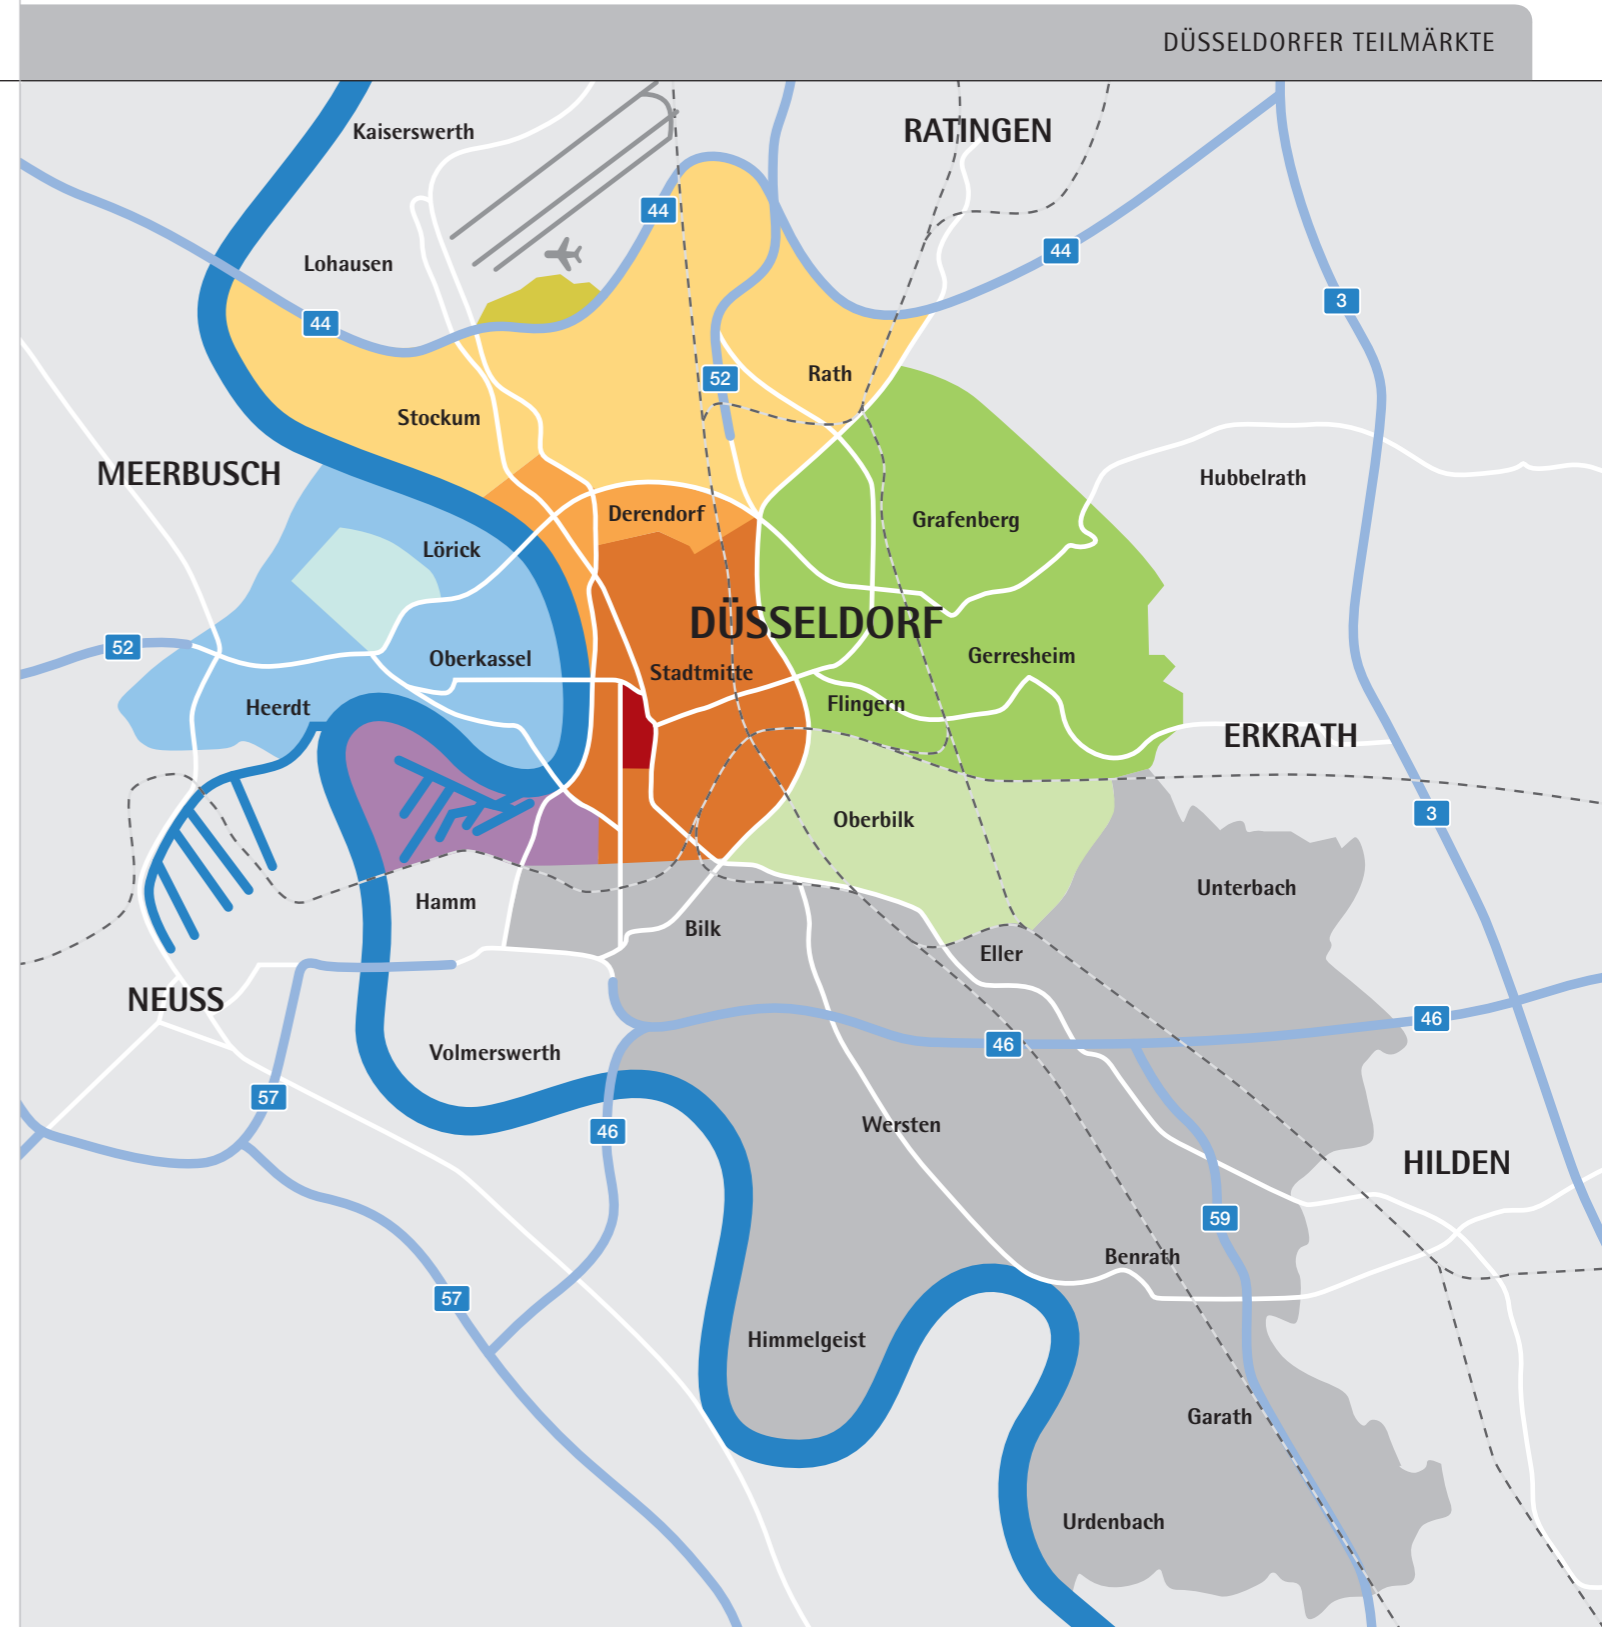 DÜSSELDORFER TEILMÄRKTE
Kaiserswerth
RATINGEN
44
Lohausen
44
3
44
Rath
52
Stockum
MEERBUSCH
Hubbelrath
Derendorf
Grafenberg
Lörick
DÜSSELDORF
52
Oberkassel
Gerresheim
Stadtmitte
Heerdt
Flingern
ERKRATH
3
Oberbilk
Unterbach
Hamm
Bilk
Eller
NEUSS
46
46
Volmerswerth
57
Wersten
46
HILDEN
59
Benrath
57
Himmelgeist
Garath
Urdenbach